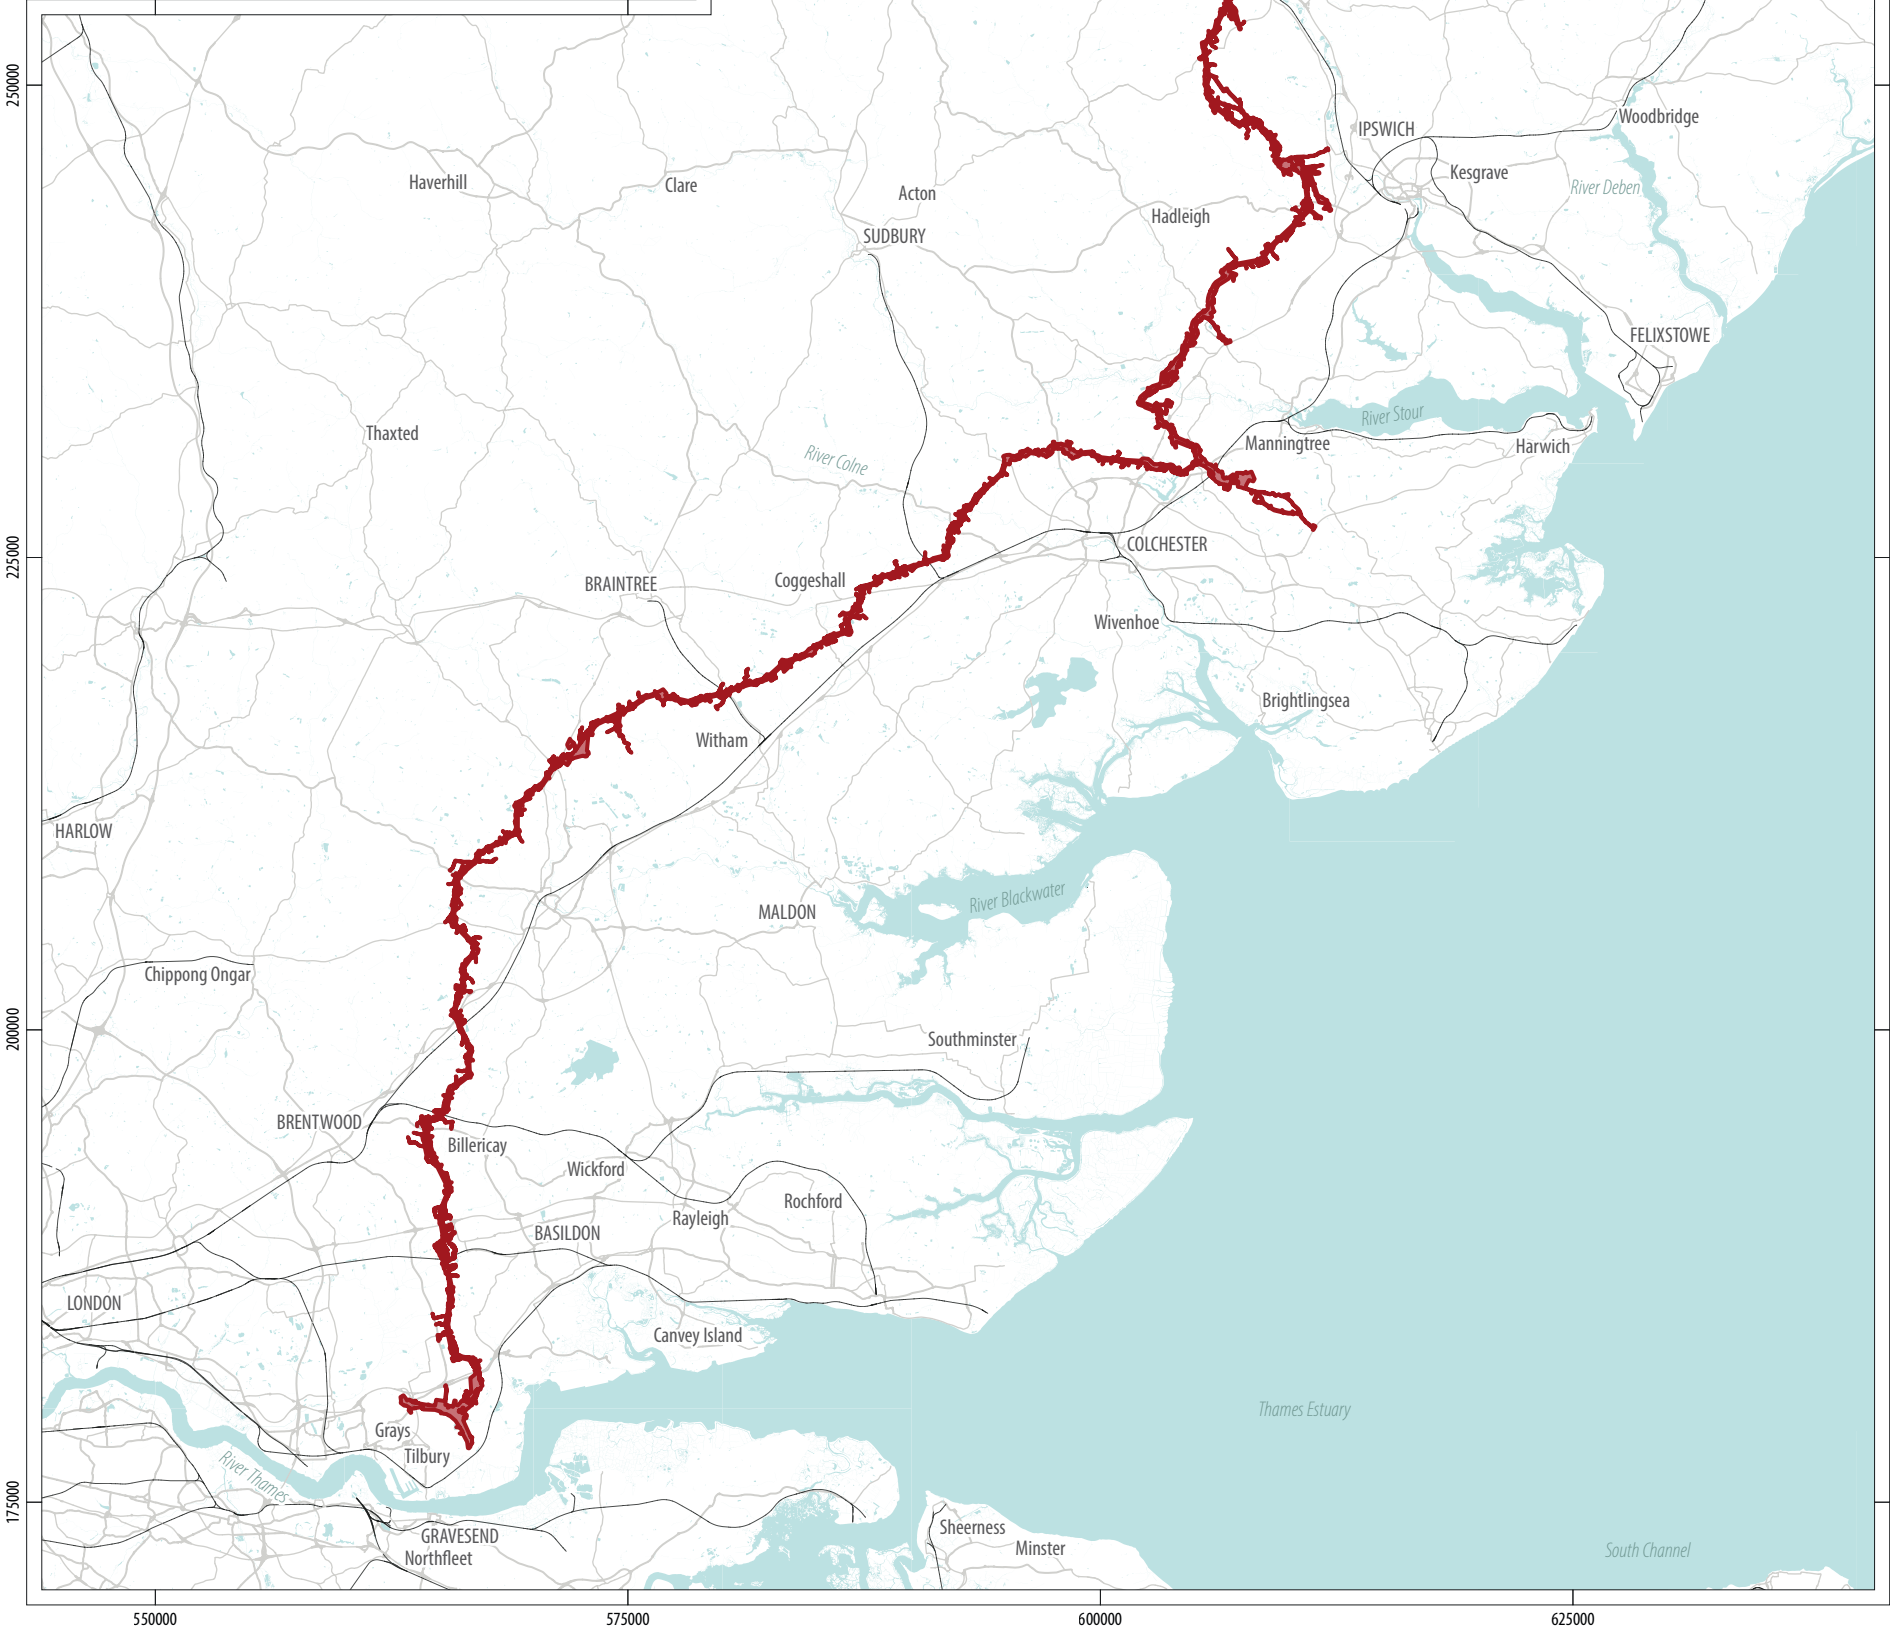 250000
IPSWICH
Woodbridge
Haverhill
Clare
Acton
Kesgrave
River Deben
Hadleigh
SUDBURY
FELIXSTOWE
River Stour
Thaxted
Manningtree
Harwich
River Colne
225000
COLCHESTER
BRAINTREE
Coggeshall
Wivenhoe
Brightlingsea
Witham
HARLOW
River Blackwater
MALDON
Chippong Ongar
200000
Southminster
BRENTWOOD
Billericay
Wickford
Rochford
Rayleigh
BASILDON
LONDON
Canvey Island
Thames Estuary
Grays
Tilbury
River Thames
175000
GRAVESEND
Northfleet
Sheerness
Minster
South Channel
550000
575000
600000
625000